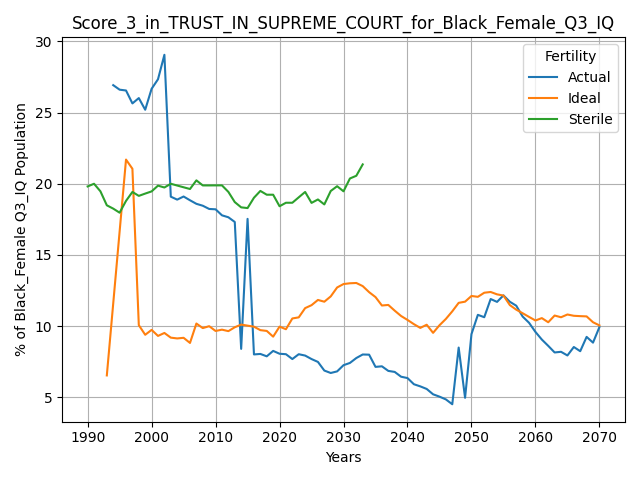 Score_3_in_TRUST_IN_SUPREME_COURT_for_Black_Female_Q3_IQ
% of Black_Female Q3_IQ Population
30
25
20
15
10
5
Fertility
Actual
Ideal
Sterile
1990 2000 2010 2020 2030 2040 2050 2060 2070
Years